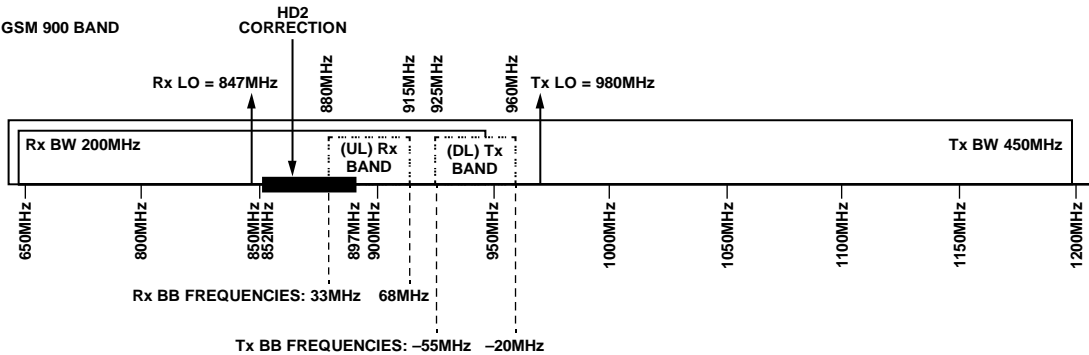 GSM 900 BAND
HD2
CORRECTION
Rx LO = 847MHz
880MHz
915MHz
925MHz
960MHz
Tx LO = 980MHz
Rx BW 200MHz
(UL) Rx
BAND
(DL) Tx
BAND
Tx BW 450MHz
650MHz
800MHz
850MHz
852MHz
897MHz
900MHz
950MHz
1000MHz
1050MHz
1100MHz
1150MHz
1200MHz
Rx BB FREQUENCIES: 33MHz 68MHz
Tx BB FREQUENCIES: –55MHz –20MHz